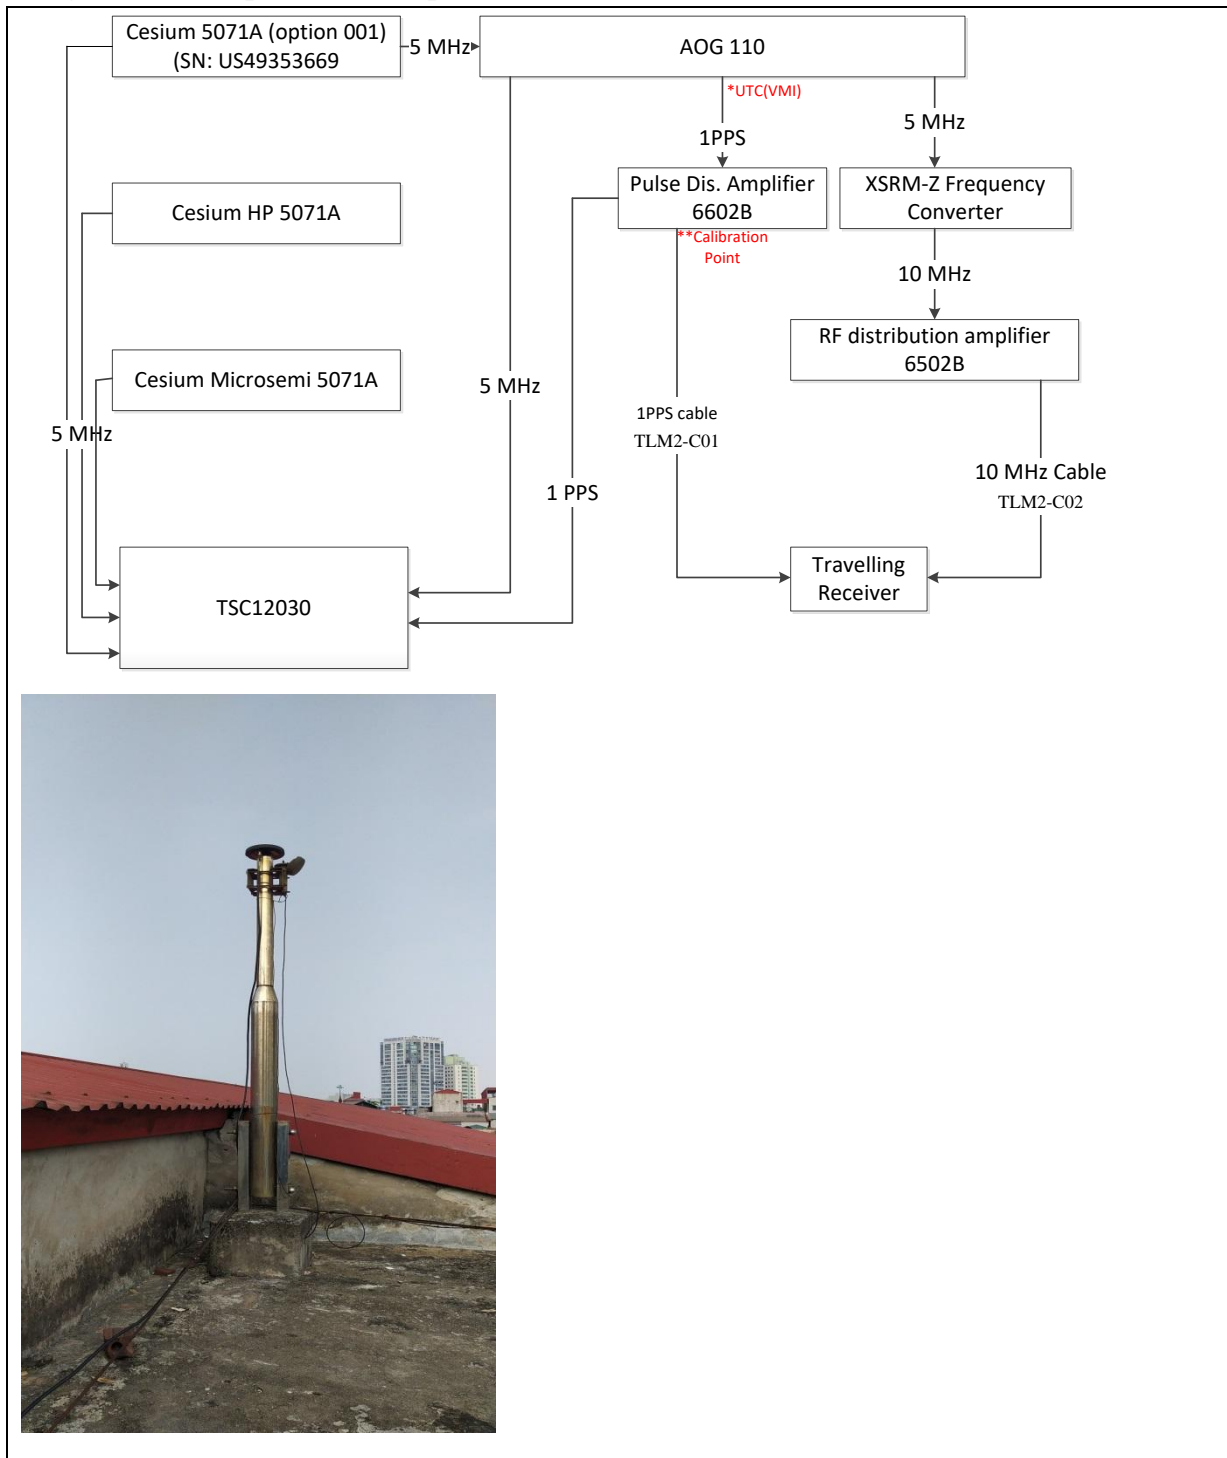 Cesium 5071A (option 001)
(SN: US49353669
5 MHz
AOG 110
*UTC(VMI)
1PPS
5 MHz
Cesium HP 5071A
Pulse Dis. Amplifier
6602B
**Calibration
Point
XSRM-Z Frequency
Converter
10 MHz
RF distribution amplifier
6502B
Cesium Microsemi 5071A
5 MHz
5 MHz
1PPS cable
TLM2-C01
1 PPS
10 MHz Cable
TLM2-C02
TSC12030
Travelling
Receiver